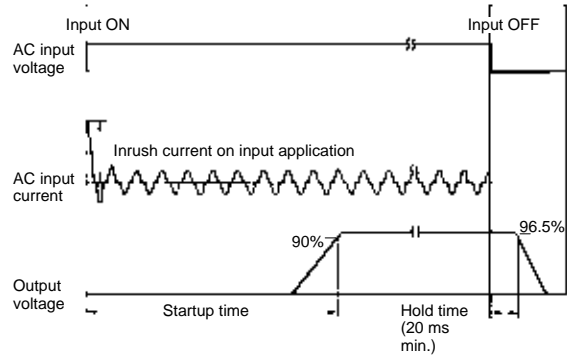 Input ON
Input OFF
AC input
voltage
Inrush current on input application
AC input
current
90%
96.5%
Output
voltage
Startup time
Hold time
(20 ms
min.)